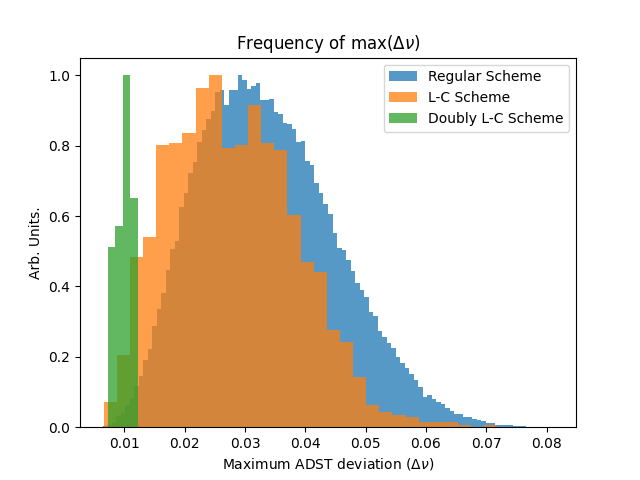 Frequency of max(Δν)
Regular Scheme
L-C Scheme
Doubly L-C Scheme
1.0
0.8
0.6
0.4
0.2
0.0
Arb. Units.
0.01 0.02 0.03 0.04 0.05 0.06 0.07 0.08
Maximum ADST deviation (Δν)